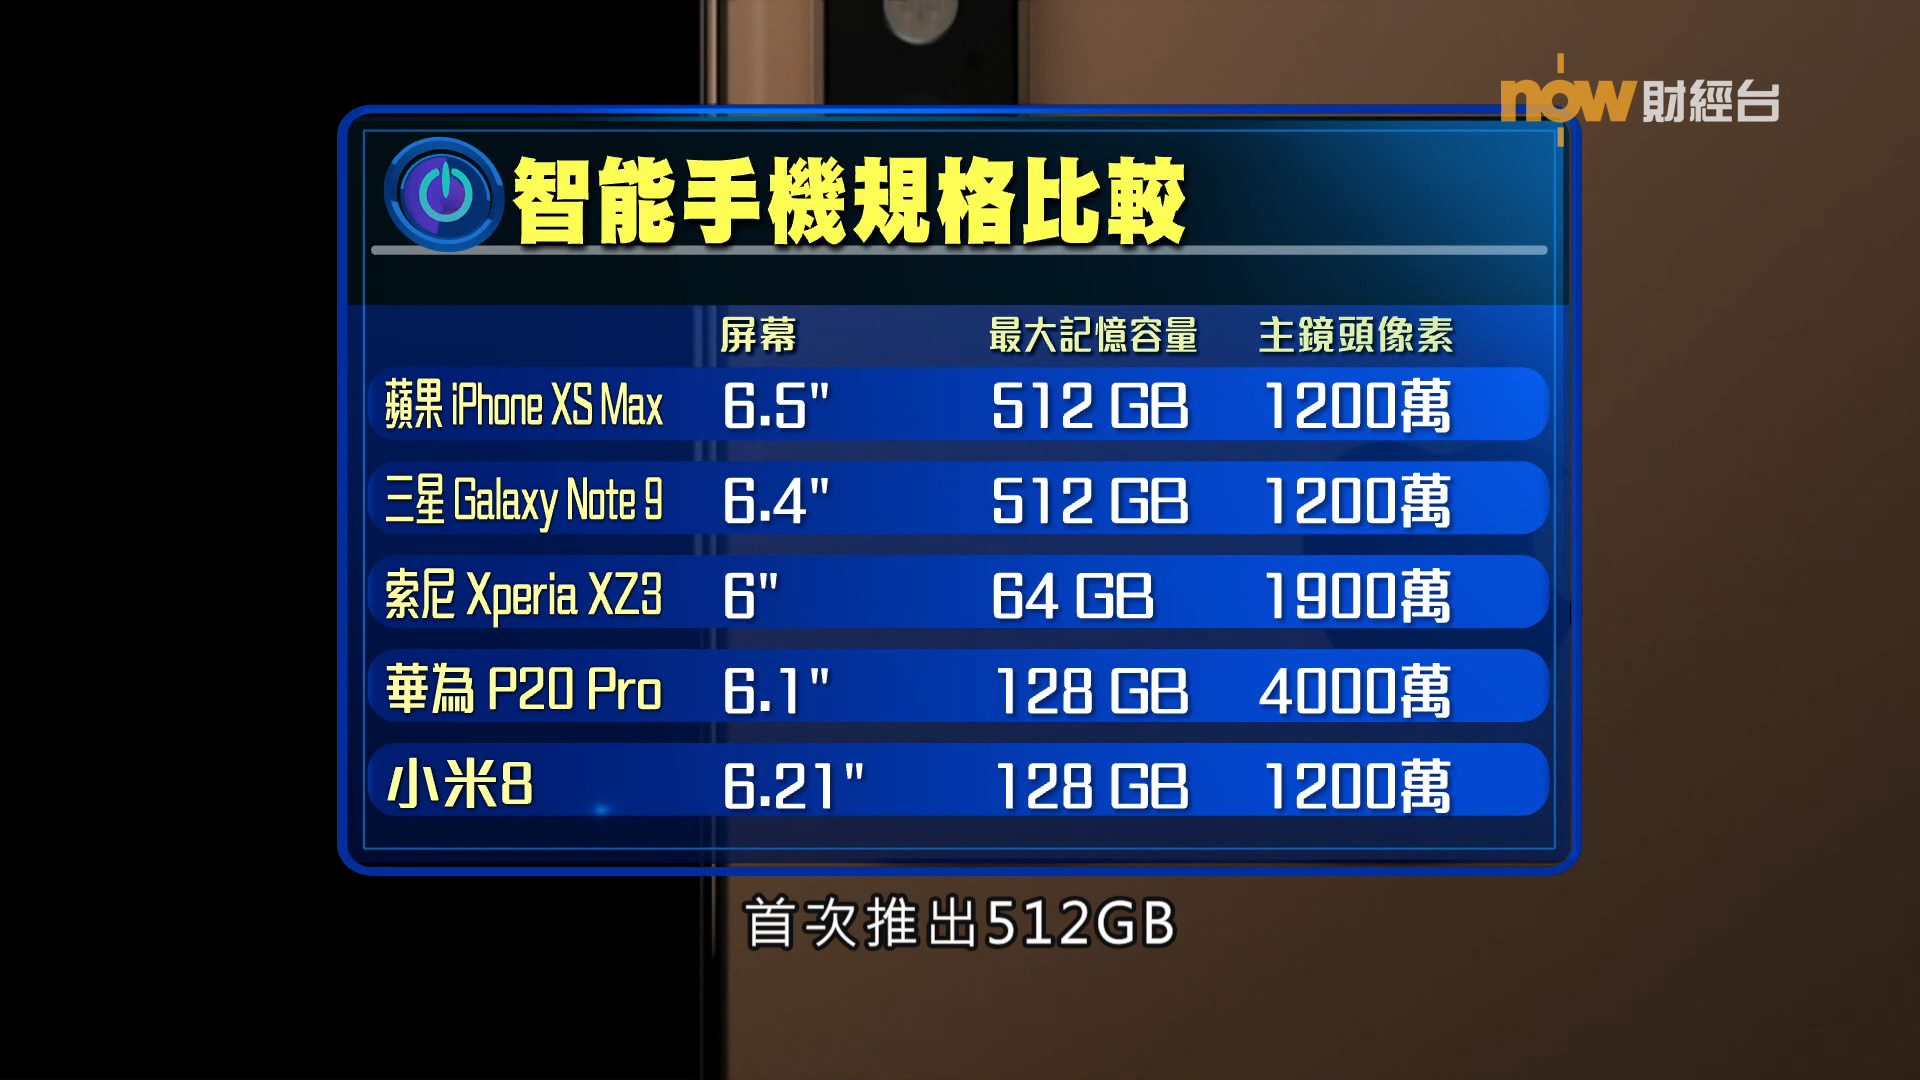 now財經台
智能手機規格比較
屏幕 最大記憶容量 主鏡頭像素
蘋果 iPhone XS Max 6.5" 512 GB 1200萬
三星 Galaxy Note 9 6.4" 512 GB 1200萬
索尼 Xperia XZ3 6" 64 GB 1900萬
華為 P20 Pro 6.1" 128 GB 4000萬
小米8 6.21" 128 GB 1200萬
首次推出512GB